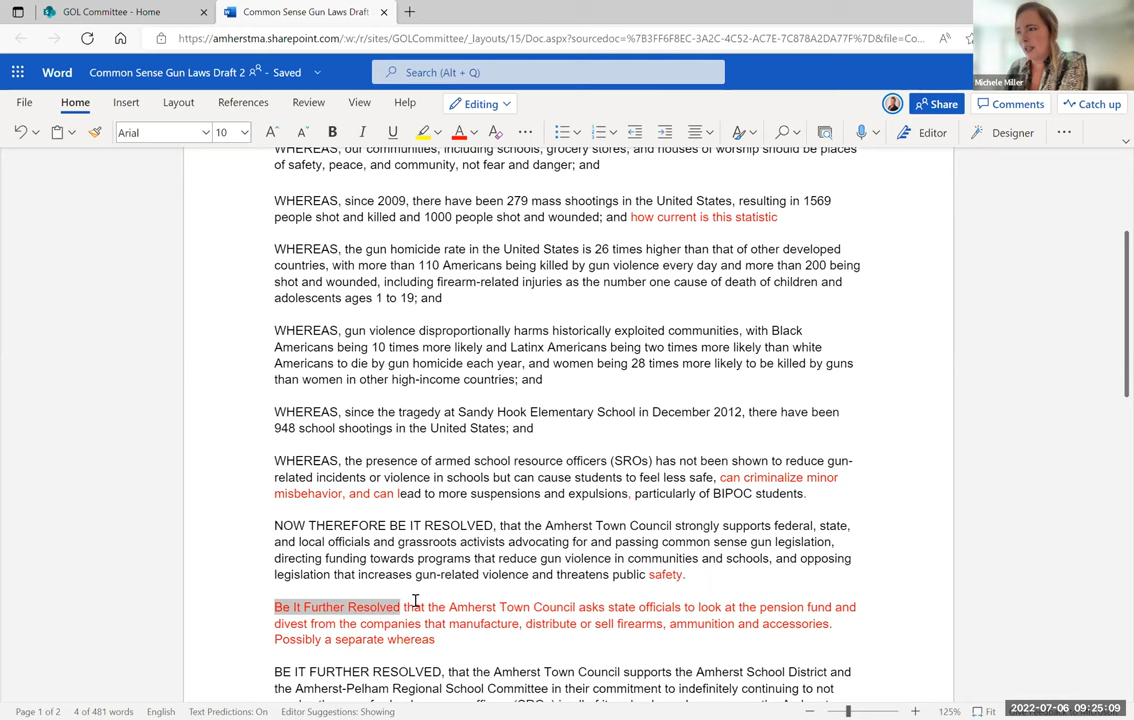 GOL Committee - Home
Common Sense Gun Laws Draft
https://amherstma.sharepoint.com/:w:/r/sites/GOLCommittee/_layouts/15/Doc.aspx?sourcedoc=%7B3FF6F8EC-3A2C-4C52-AC7E-7C878A2DA77F%7D&file=Co...
Michele Miller
Word
Common Sense Gun Laws Draft 2 - Saved
Search (Alt + Q)
File Home Insert Layout References Review View Help Editing Share Comments Catch up
Arial 10 Editor Designer
WHEREAS, our communities, including schools, grocery stores, and houses of worship should be places
of safety, peace, and community, not fear and danger; and
WHEREAS, since 2009, there have been 279 mass shootings in the United States, resulting in 1569
people shot and killed and 1000 people shot and wounded; and how current is this statistic
WHEREAS, the gun homicide rate in the United States is 26 times higher than that of other developed
countries, with more than 110 Americans being killed by gun violence every day and more than 200 being
shot and wounded, including firearm-related injuries as the number one cause of death of children and
adolescents ages 1 to 19; and
WHEREAS, gun violence disproportionally harms historically exploited communities, with Black
Americans being 10 times more likely and Latinx Americans being two times more likely than white
Americans to die by gun homicide each year, and women being 28 times more likely to be killed by guns
than women in other high-income countries; and
WHEREAS, since the tragedy at Sandy Hook Elementary School in December 2012, there have been
948 school shootings in the United States; and
WHEREAS, the presence of armed school resource officers (SROs) has not been shown to reduce gun-
related incidents or violence in schools but can cause students to feel less safe, can criminalize minor
misbehavior, and can lead to more suspensions and expulsions, particularly of BIPOC students.
NOW THEREFORE BE IT RESOLVED, that the Amherst Town Council strongly supports federal, state,
and local officials and grassroots activists advocating for and passing common sense gun legislation,
directing funding towards programs that reduce gun violence in communities and schools, and opposing
legislation that increases gun-related violence and threatens public safety.
Be It Further Resolved that the Amherst Town Council asks state officials to look at the pension fund and
divest from the companies that manufacture, distribute or sell firearms, ammunition and accessories.
Possibly a separate whereas
BE IT FURTHER RESOLVED, that the Amherst Town Council supports the Amherst School District and
the Amherst-Pelham Regional School Committee in their commitment to indefinitely continuing to not
Page 1 of 2 4 of 481 words English Text Predictions: On Editor Suggestions: Showing 125% Fit
2022-07-06 09:25:09